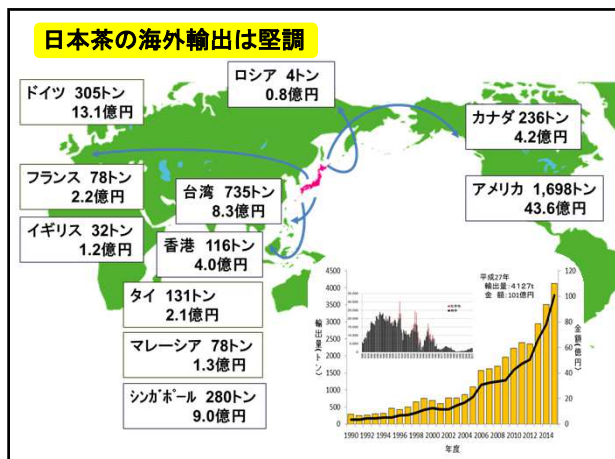 日本茶の海外輸出は堅調
ロシア 4トン
0.8億円
ドイツ 305トン
13.1億円
カナダ 236トン
4.2億円
フランス 78トン
2.2億円
台湾 735トン
8.3億円
アメリカ 1,698トン
43.6億円
イギリス 32トン
1.2億円
香港 116トン
4.0億円
タイ 131トン
2.1億円
マレーシア 78トン
1.3億円
シンガポール 280トン
9.0億円
平成27年
輸出量:4127t
金 額:101億円
輸出量(トン)
4500
4000
3500
3000
2500
2000
1500
1000
500
0
金額(億円)
120
100
80
60
40
20
0
1990 1992 1994 1996 1998 2000 2002 2004 2006 2008 2010 2012 2014
年度